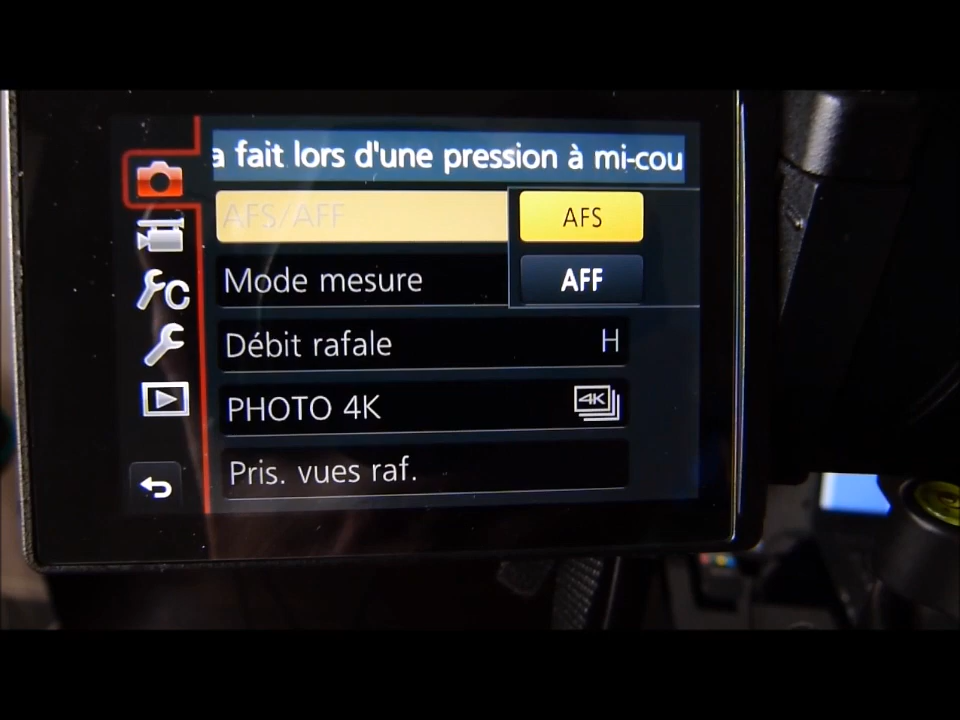 a fait lors d'une pression à mi-cou
AFS/AFF
AFS
AFF
Mode mesure
Débit rafale H
PHOTO 4K 4K
Pris. vues raf.
C